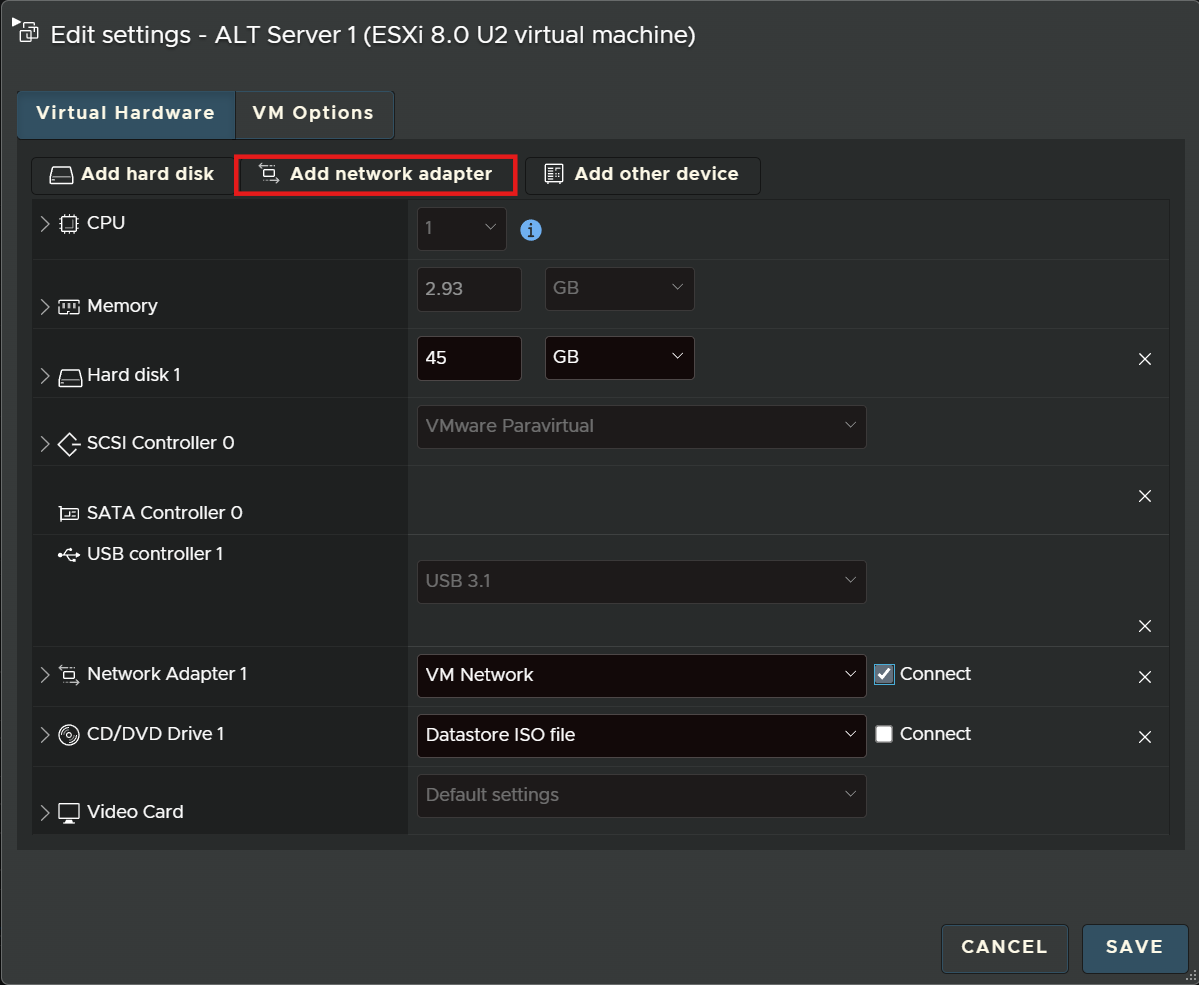 Edit settings - ALT Server 1 (ESXi 8.0 U2 virtual machine)
Virtual Hardware VM Options
Add hard disk Add network adapter Add other device
CPU 1
Memory 2.93 GB
Hard disk 1 45 GB
SCSI Controller 0 VMware Paravirtual
SATA Controller 0
USB controller 1
USB 3.1
Network Adapter 1 VM Network Connect
CD/DVD Drive 1 Datastore ISO file Connect
Video Card Default settings
CANCEL SAVE